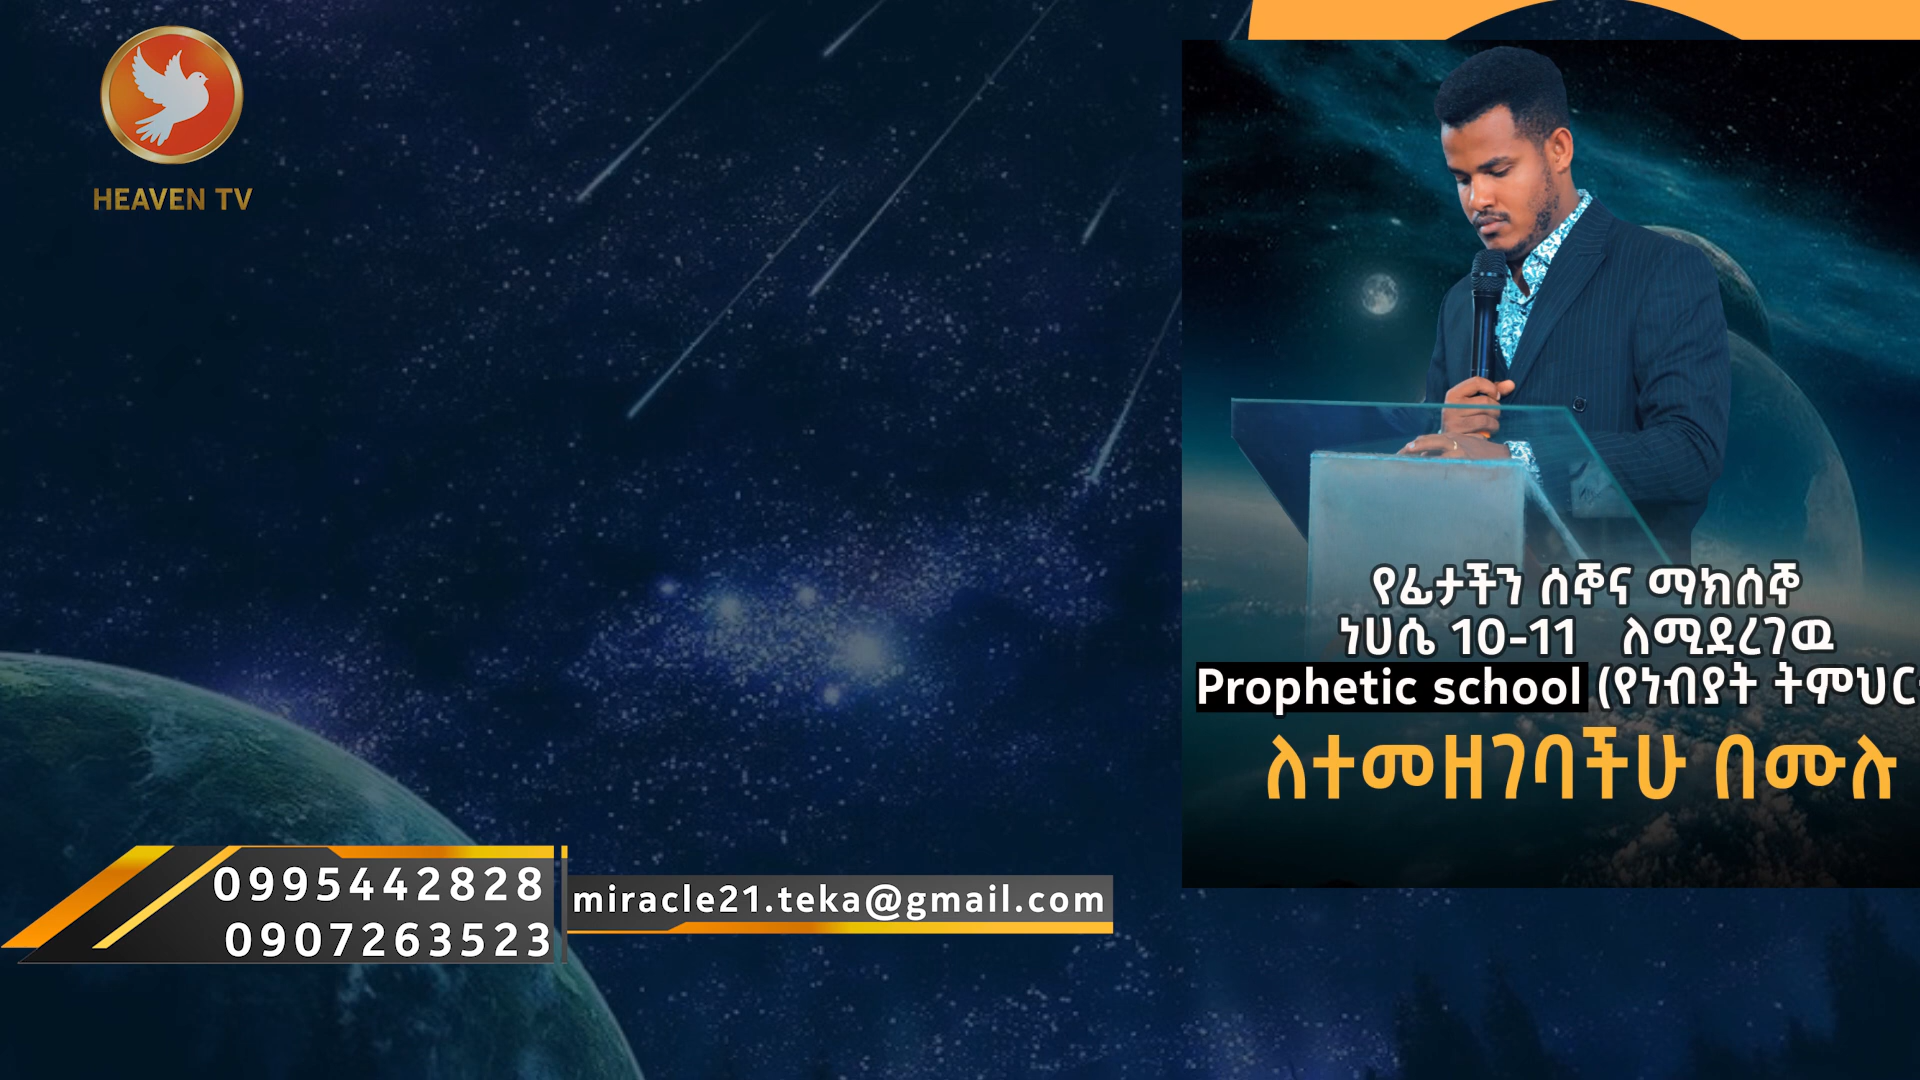 HEAVEN TV
የፊታችን ሰኞና ማክሰኞ
ነሀሴ 10-11 ለሚደረገዉ
Prophetic school (የነብያት ትምህር
ለተመዘገባችሁ በሙሉ
0995442828
0907263523
miracle21.teka@gmail.com